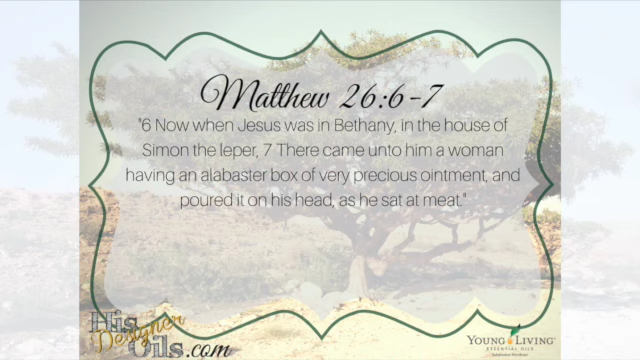 Matthew 26:6-7
"6 Now when Jesus was in Bethany, in the house of
Simon the leper, 7 There came unto him a woman
having an alabaster box of very precious ointment, and
poured it on his head, as he sat at meat."
His
Designer
Oils.com
YOUNG LIVING
ESSENTIAL OILS